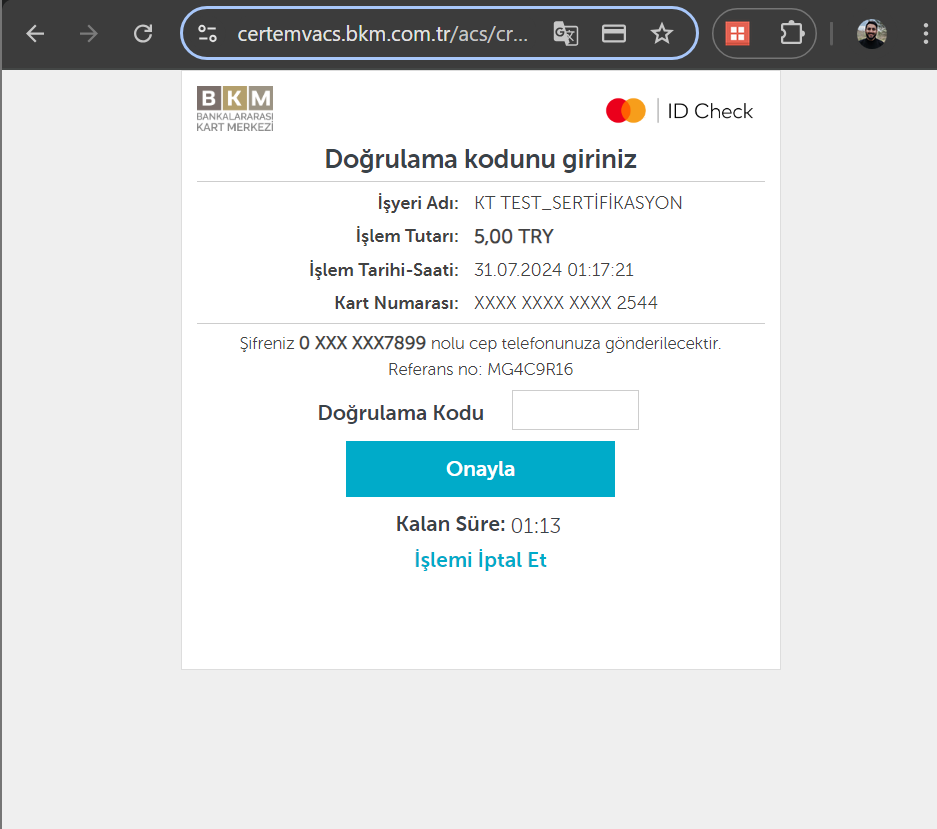 certemvacs.bkm.com.tr/acs/cr...
BKM
BANKALARARASI
KART MERKEZİ
ID Check
Doğrulama kodunu giriniz
İşyeri Adı: KT TEST_SERTİFİKASYON
İşlem Tutarı: 5,00 TRY
İşlem Tarihi-Saati: 31.07.2024 01:17:21
Kart Numarası: XXXX XXXX XXXX 2544
Şifreniz 0 XXX XXX7899 nolu cep telefonunuza gönderilecektir.
Referans no: MG4C9R16
Doğrulama Kodu
Onayla
Kalan Süre: 01:13
İşlemi İptal Et